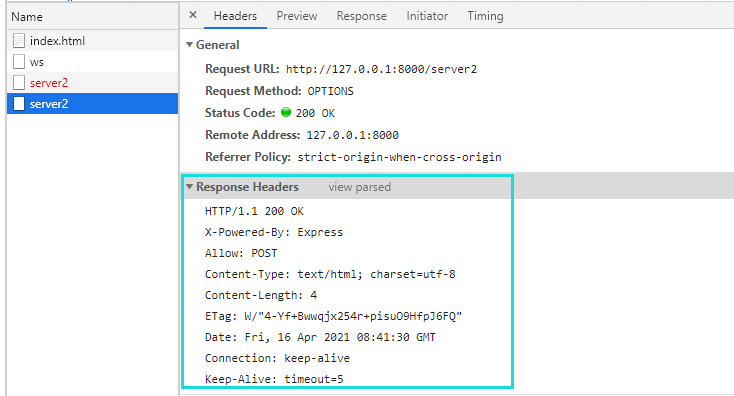 Name
index.html
ws
server2
server2
× Headers Preview Response Initiator Timing
General
Request URL: http://127.0.0.1:8000/server2
Request Method: OPTIONS
Status Code: 200 OK
Remote Address: 127.0.0.1:8000
Referrer Policy: strict-origin-when-cross-origin
Response Headers view parsed
HTTP/1.1 200 OK
X-Powered-By: Express
Allow: POST
Content-Type: text/html; charset=utf-8
Content-Length: 4
ETag: W/"4-Yf+Bwwqjx254r+pisuO9HfpJ6FQ"
Date: Fri, 16 Apr 2021 08:41:30 GMT
Connection: keep-alive
Keep-Alive: timeout=5